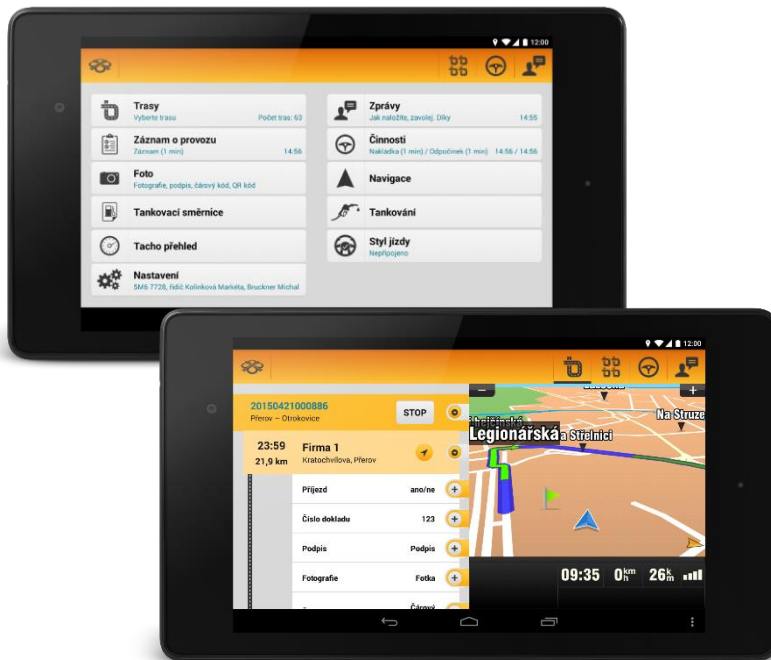 12:00
Trasy
Vyberte trasu Počet tras: 63
Záznam o provozu
Záznam (1 min) 14:56
Foto
Fotografie, podpis, čárový kód, QR kód
Tankovací směrnice
Tacho přehled
Nastavení
5M6 7728, řidič Kolínková Markéta, Bruckner Michal
Zprávy
Jak naložíte, zavolej. Díky 14:55
Činnosti
Nakládka (1 min) / Odpočinek (1 min) 14:56 / 14:56
Navigace
Tankování
Styl jízdy
Nepřipojeno
12:00
20150421000886
Přerov – Otrokovice
STOP
23:59 Firma 1
21,9 km Kratochvílova, Přerov
Příjezd ano/ne
Číslo dokladu 123
Podpis Podpis
Fotografie Fotka
Čárový
Na Struze
hejčínská
Legionářská
a Střelnici
09:35 0 km/h 26 km